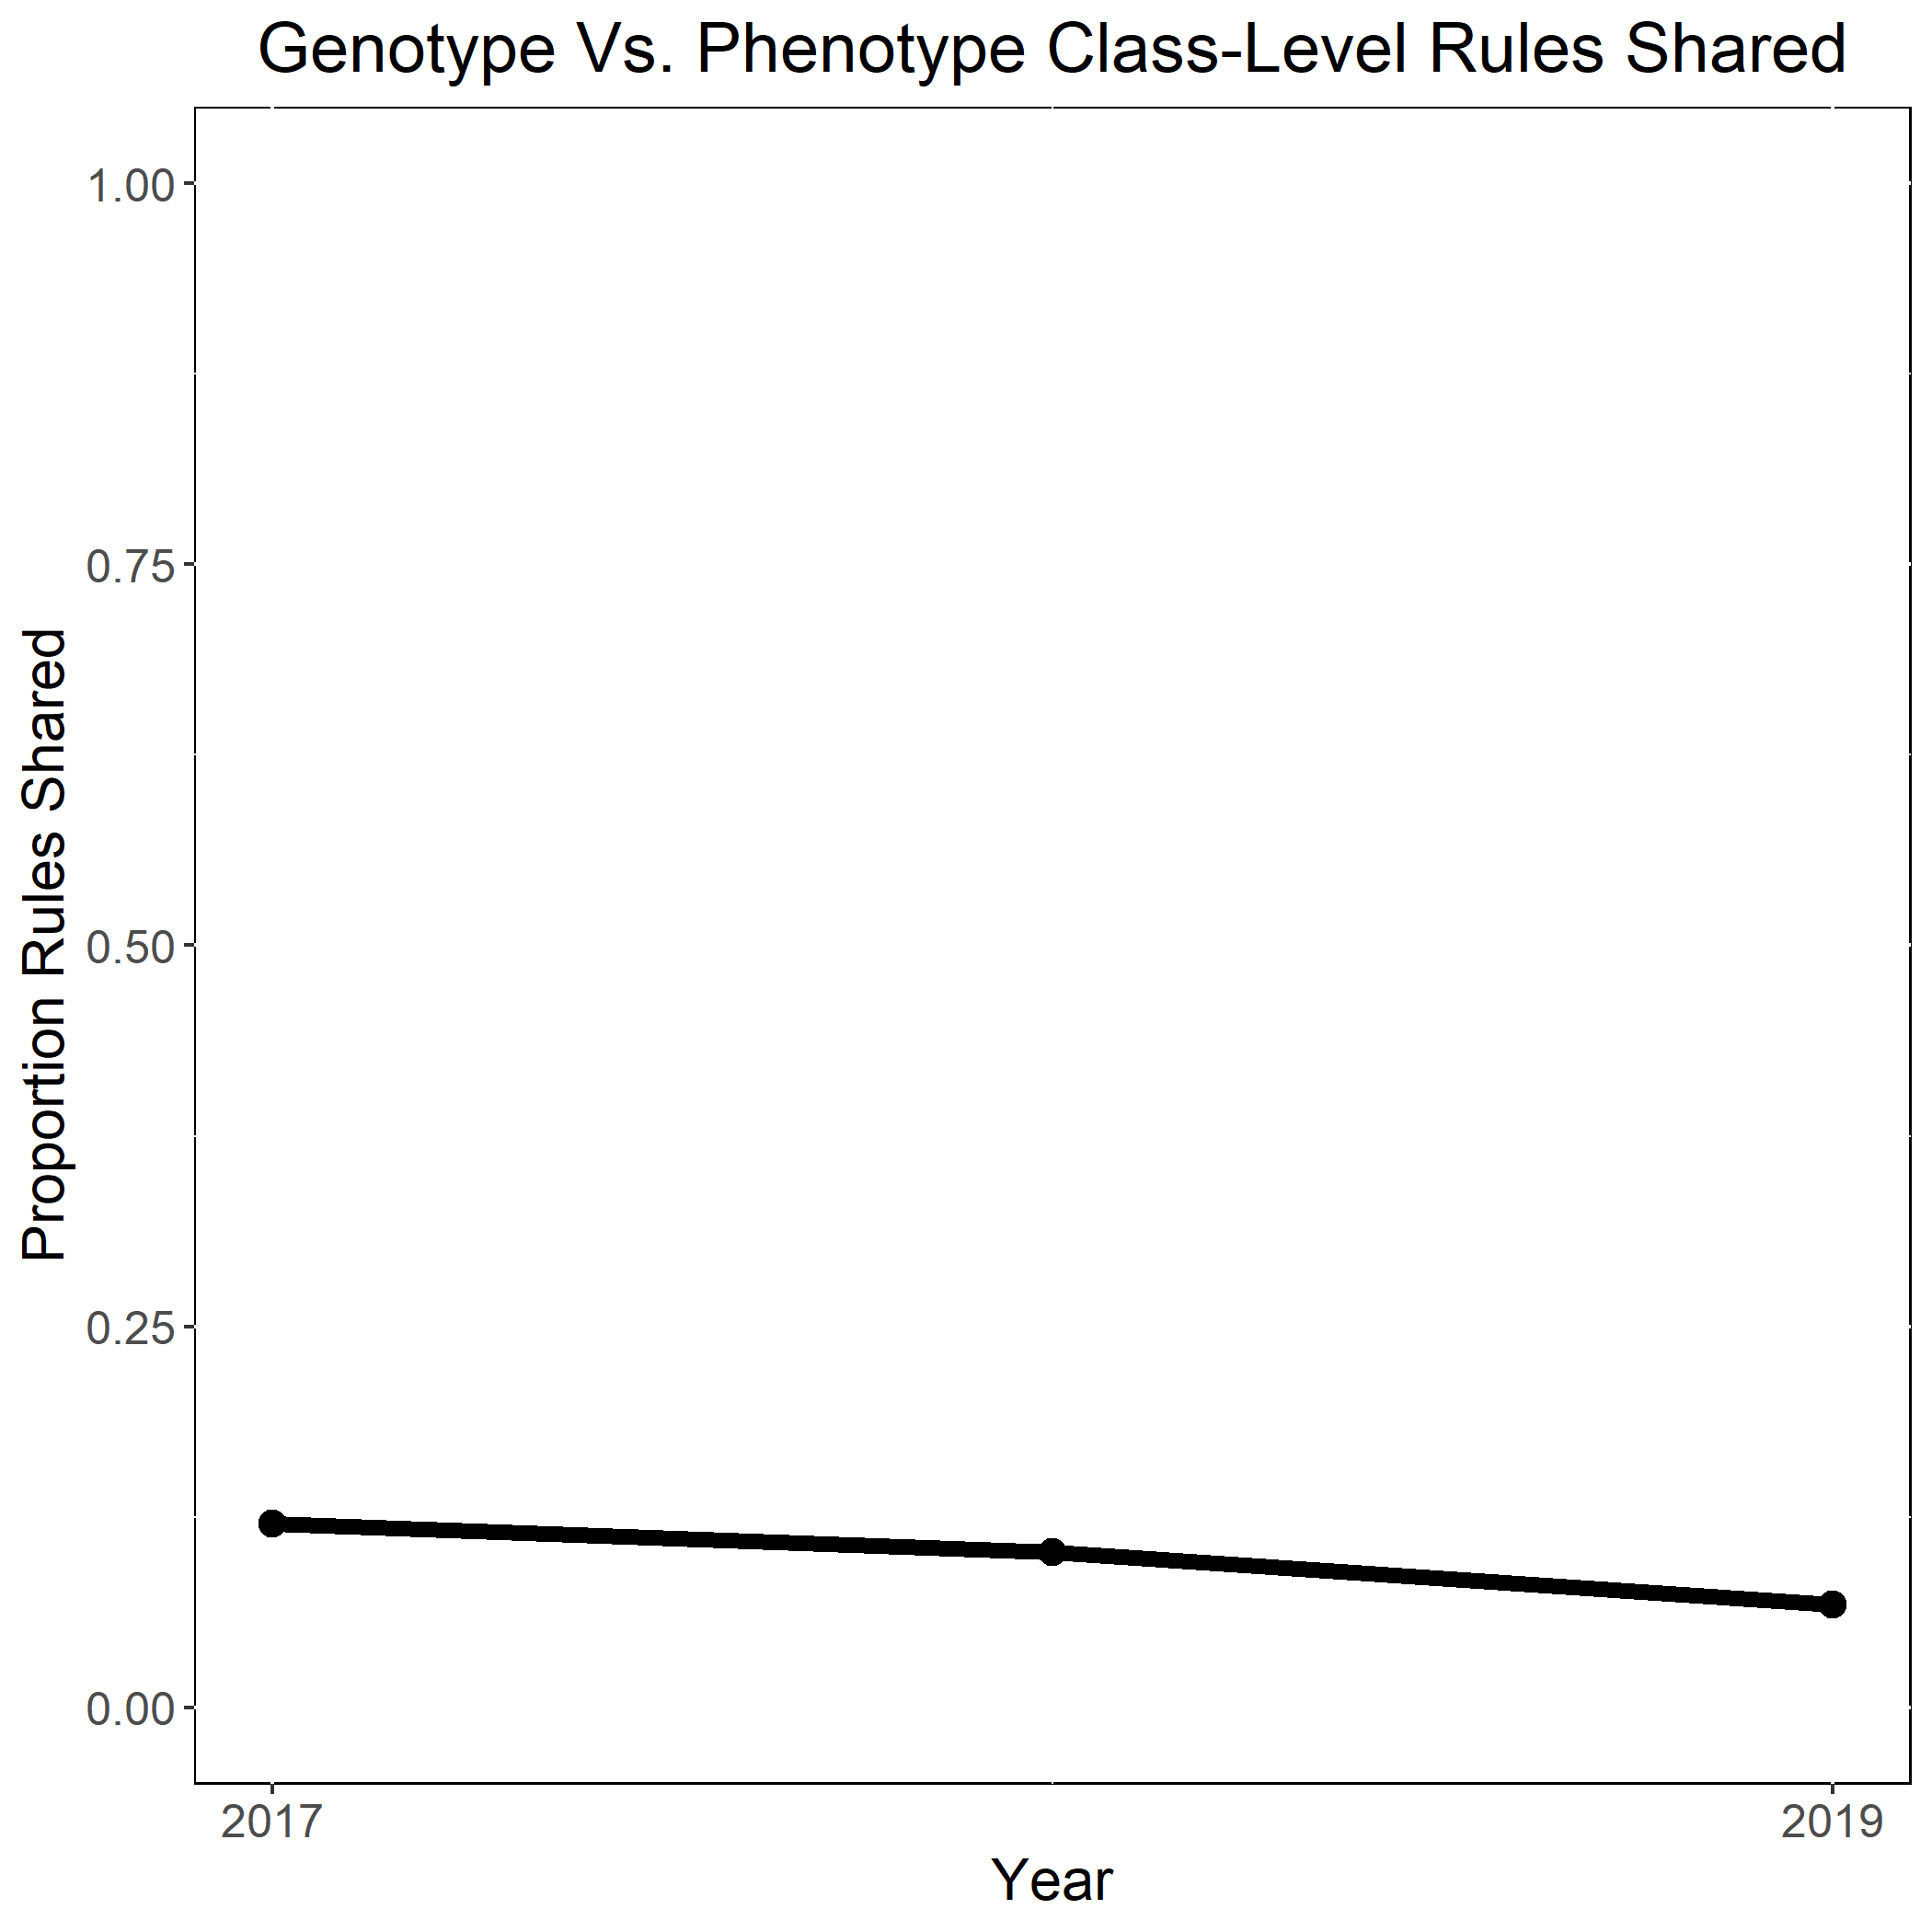 Genotype Vs. Phenotype Class-Level Rules Shared
Proportion Rules Shared
1.00
0.75
0.50
0.25
0.00
2017
2019
Year